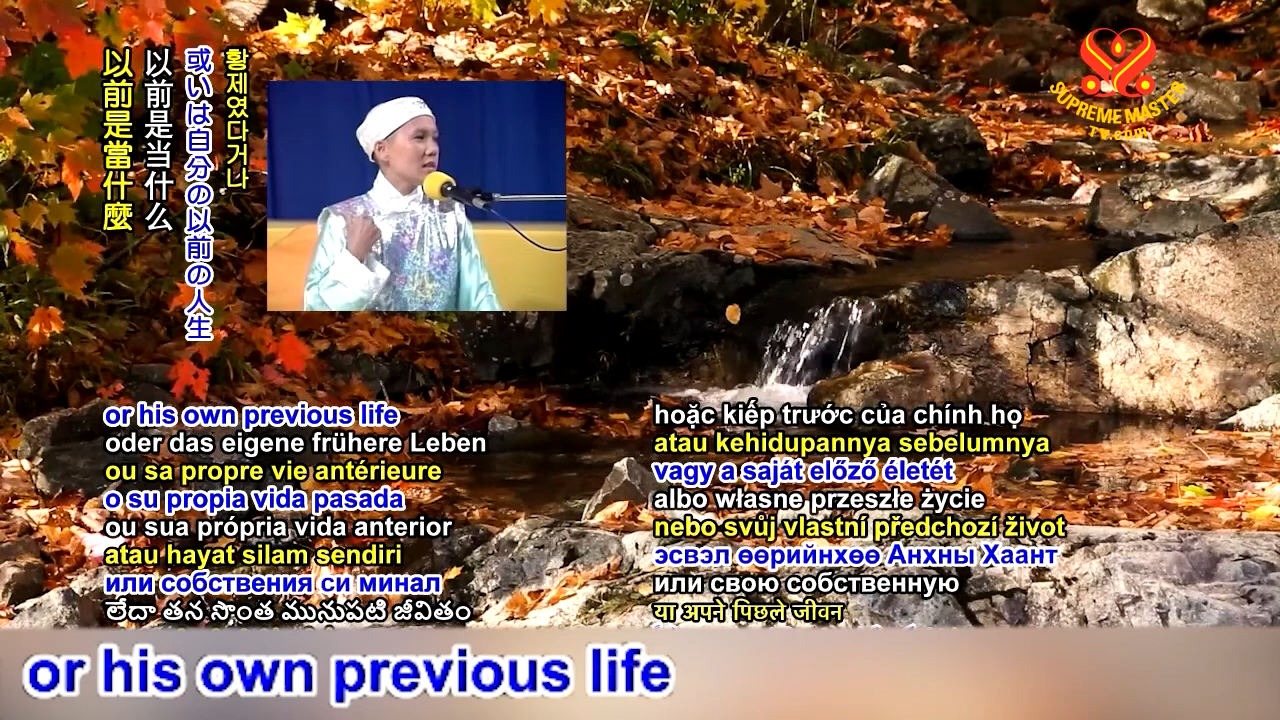 以前是當什麼
以前是当什么
或いは自分の以前の人生
황제였다거나
SUPREME MASTER
TV.com
or his own previous life
oder das eigene frühere Leben
ou sa propre vie antérieure
o su propia vida pasada
ou sua própria vida anterior
atau hayat silam sendiri
или собствения си минал
లేదా తన సొంత మునుపటి జీవితం
hoặc kiếp trước của chính họ
atau kehidupannya sebelumnya
vagy a saját előző életét
albo własne przeszłe życie
nebo svůj vlastní předchozí život
эсвэл өөрийнхөө Анхны Хаант
или свою собственную
या अपने पिछले जीवन
or his own previous life